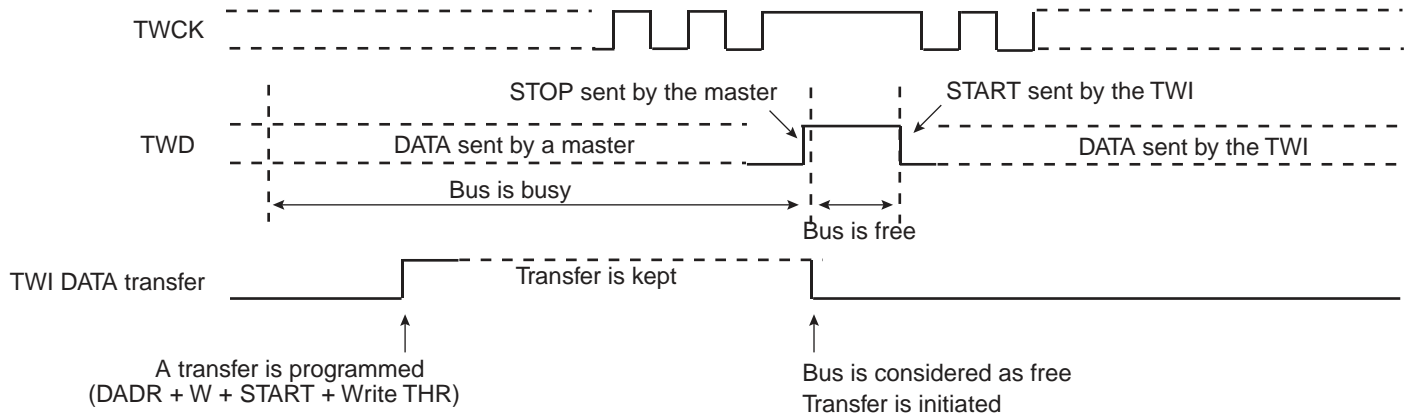 TWCK
STOP sent by the master
START sent by the TWI
TWD
DATA sent by a master
DATA sent by the TWI
Bus is busy
Bus is free
TWI DATA transfer
Transfer is kept
A transfer is programmed
(DADR + W + START + Write THR)
Bus is considered as free
Transfer is initiated